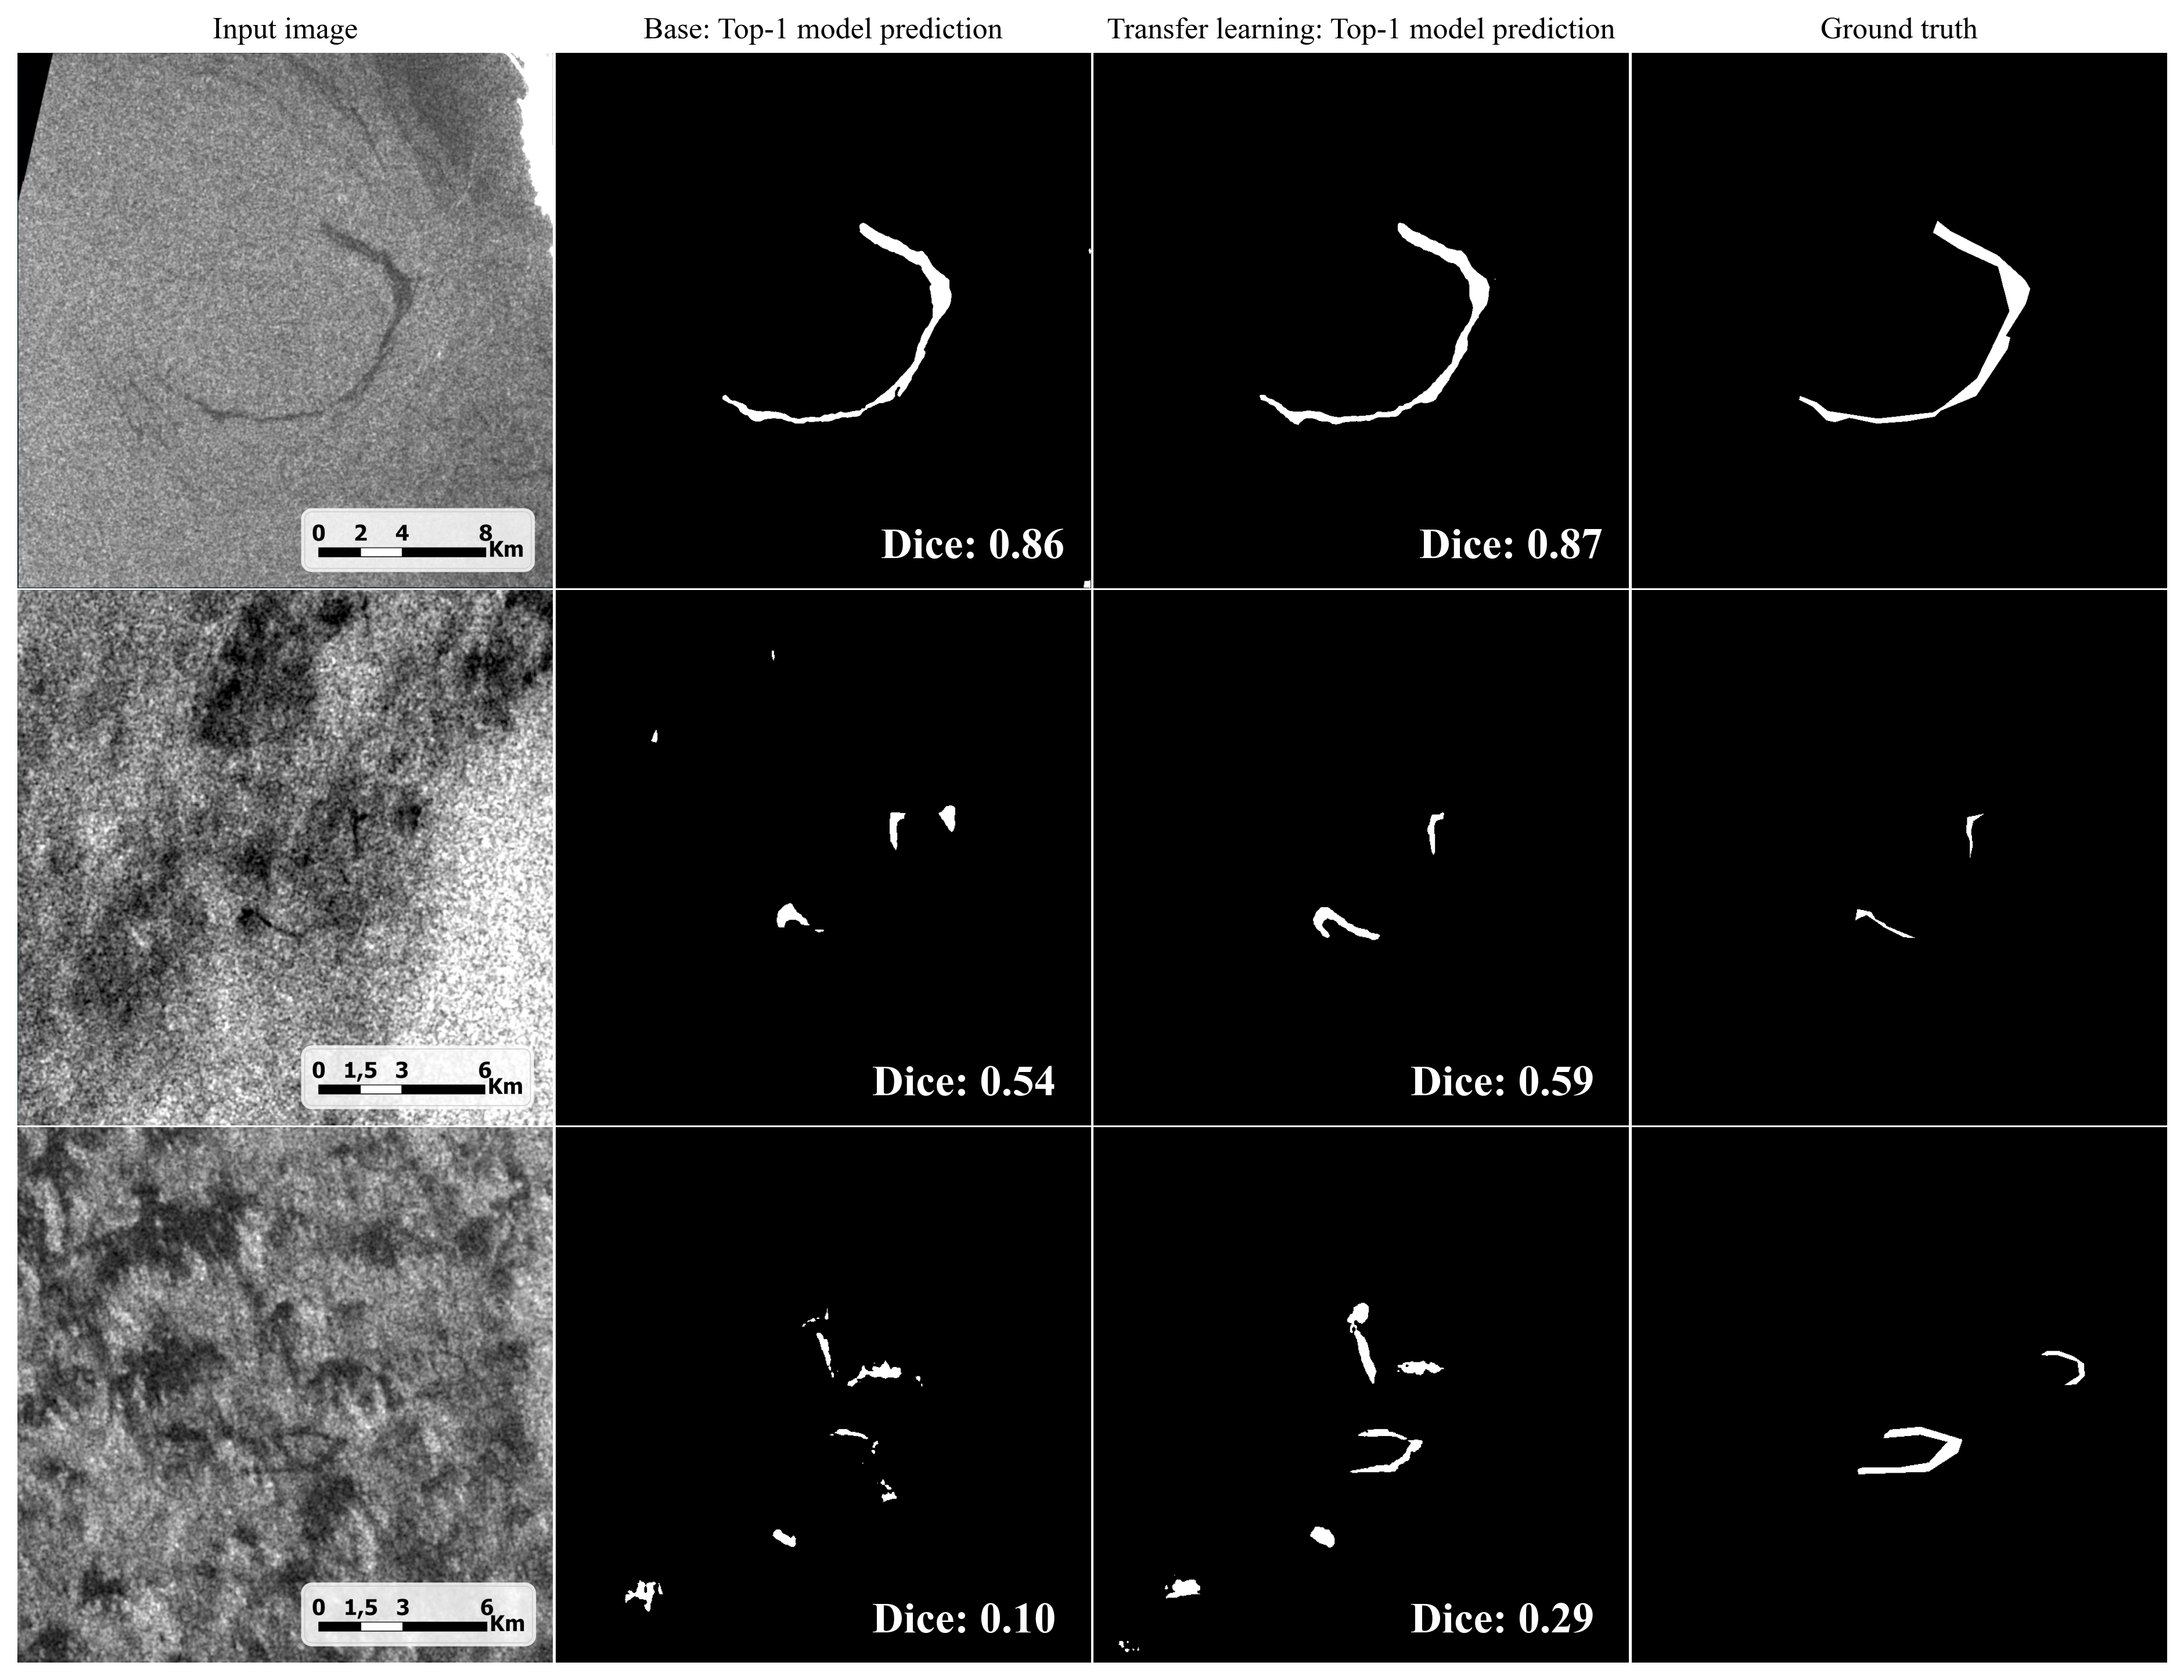 Input image
Base: Top-1 model prediction
Transfer learning: Top-1 model prediction
Ground truth
0 2 4 8
Km
Dice: 0.86
Dice: 0.87
0 1,5 3 6
Km
Dice: 0.54
Dice: 0.59
0 1,5 3 6
Km
Dice: 0.10
Dice: 0.29